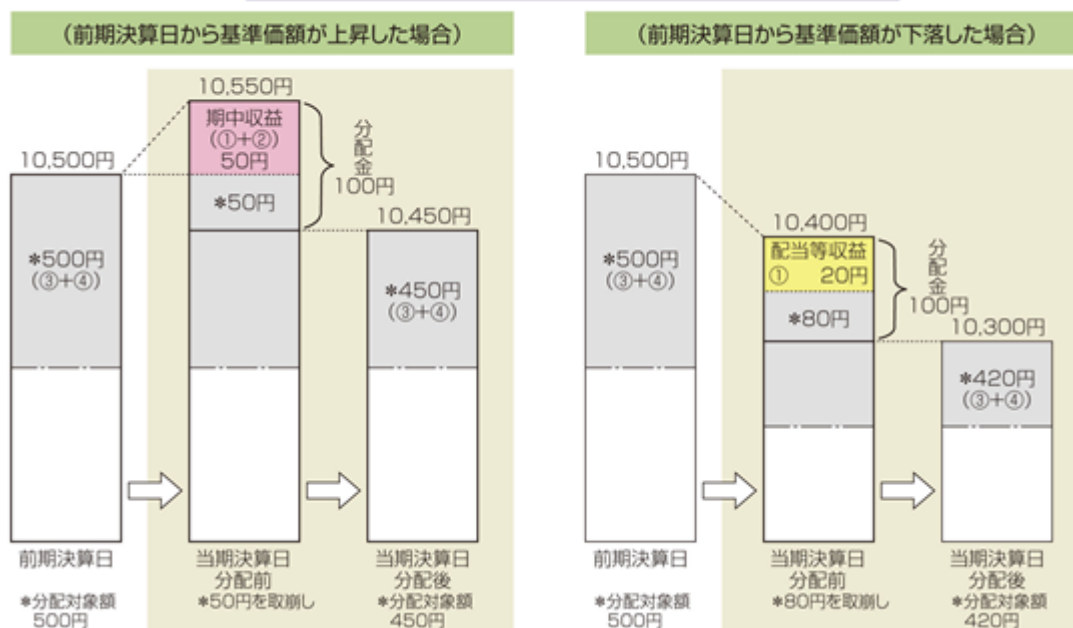 (前期決算日から基準価額が上昇した場合)
10,550円
期中収益
(①+②)
50円
*50円
分配金
100円
10,500円
*500円
(③+④)
10,450円
*450円
(③+④)
前期決算日
*分配対象額
500円
当期決算日
分配前
*50円を取崩し
当期決算日
分配後
*分配対象額
450円
(前期決算日から基準価額が下落した場合)
10,500円
*500円
(③+④)
10,400円
配当等収益
① 20円
*80円
分配金
100円
10,300円
*420円
(③+④)
前期決算日
*分配対象額
500円
当期決算日
分配前
*80円を取崩し
当期決算日
分配後
*分配対象額
420円